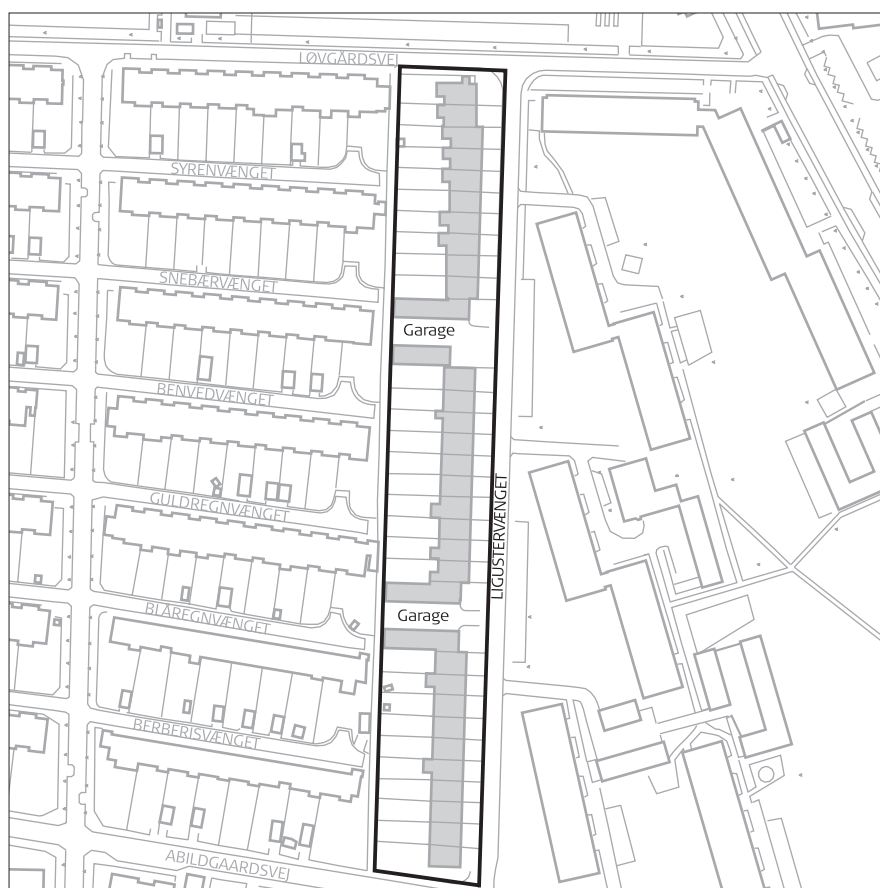 LØVGÅRDSVEJ
SYRENVÆNGET
SNEBÆRVÆNGET
Garage
BENVEDVÆNGET
GULDREGNVÆNGET
LIGUSTERVÆNGET
BLÅREGNVÆNGET
Garage
BERBERISVÆNGET
ABILDGAARDSVEJ